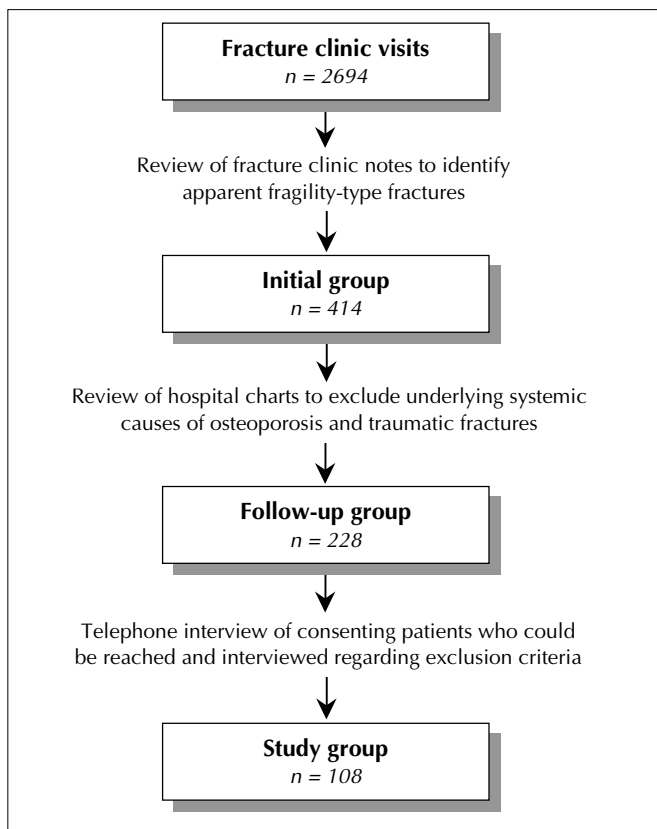 Fracture clinic visits
n = 2694
Review of fracture clinic notes to identify
apparent fragility-type fractures
Initial group
n = 414
Review of hospital charts to exclude underlying systemic
causes of osteoporosis and traumatic fractures
Follow-up group
n = 228
Telephone interview of consenting patients who could
be reached and interviewed regarding exclusion criteria
Study group
n = 108